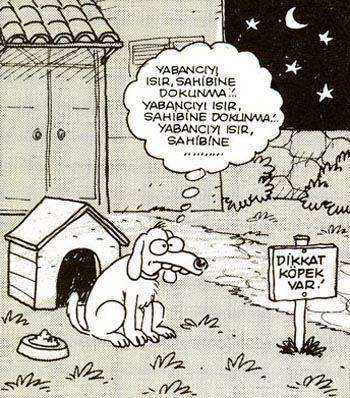 YABANCIYI
ISIR, SAHİBİNE
DOKUNMA!.
YABANCIYI ISIR,
SAHİBİNE DOKUNMA!.
YABANCIYI ISIR,
SAHİBİNE
..........
DİKKAT
KÖPEK
VAR.!